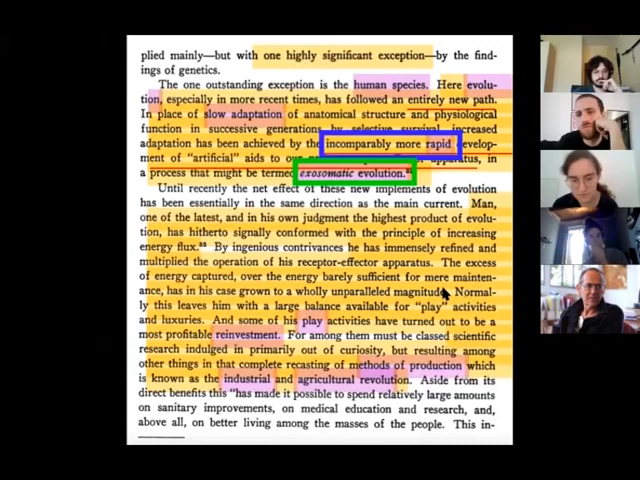 plied mainly—but with one highly significant exception—by the find-
ings of genetics.
The one outstanding exception is the human species. Here evolu-
tion, especially in more recent times, has followed an entirely new path.
In place of slow adaptation of anatomical structure and physiological
function in successive generations by selective survival, increased
adaptation has been achieved by the incomparably more rapid develop-
ment of "artificial" aids to our apparatus, in
a process that might be termed exosomatic evolution.
Until recently the net effect of these new implements of evolution
has been essentially in the same direction as the main current. Man,
one of the latest, and in his own judgment the highest product of evolu-
tion, has hitherto signally conformed with the principle of increasing
energy flux. By ingenious contrivances he has immensely refined and
multiplied the operation of his receptor-effector apparatus. The excess
of energy captured, over the energy barely sufficient for mere mainten-
ance, has in his case grown to a wholly unparalleled magnitude. Normal-
ly this leaves him with a large balance available for "play" activities
and luxuries. And some of his play activities have turned out to be a
most profitable reinvestment. For among them must be classed scientific
research indulged in primarily out of curiosity, but resulting among
other things in that complete recasting of methods of production which
is known as the industrial and agricultural revolution. Aside from its
direct benefits this "has made it possible to spend relatively large amounts
on sanitary improvements, on medical education and research, and,
above all, on better living among the masses of the people. This in-